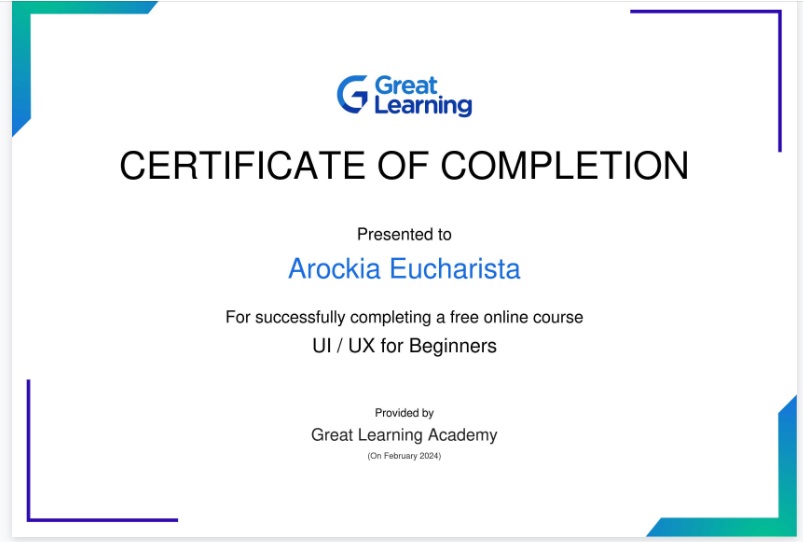 Great
Learning
CERTIFICATE OF COMPLETION
Presented to
Arockia Eucharista
For successfully completing a free online course
UI / UX for Beginners
Provided by
Great Learning Academy
(On February 2024)